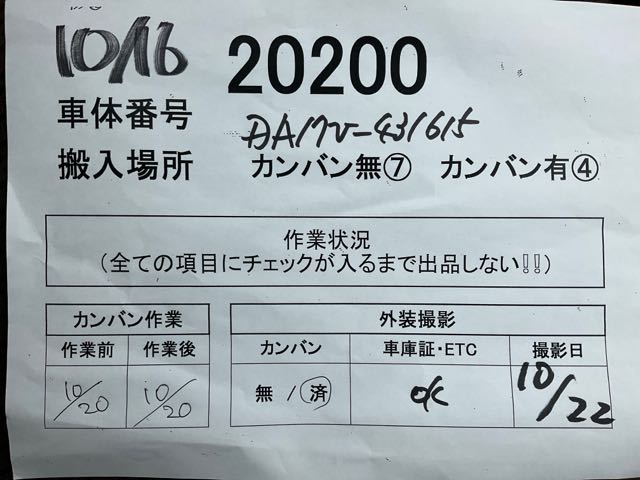 10/16 20200
車体番号 DA17V-431615
搬入場所 カンバン無⑦ カンバン有④
作業状況
(全ての項目にチェックが入るまで出品しない!!)
カンバン作業
作業前 作業後
10/20 10/20
外装撮影
カンバン 車庫証・ETC 撮影日
無 / 済 OK 10/22